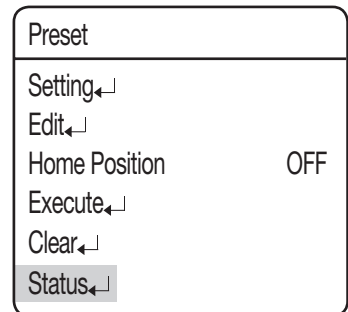 Preset
Setting↵
Edit↵
Home Position OFF
Execute↵
Clear↵
Status↵